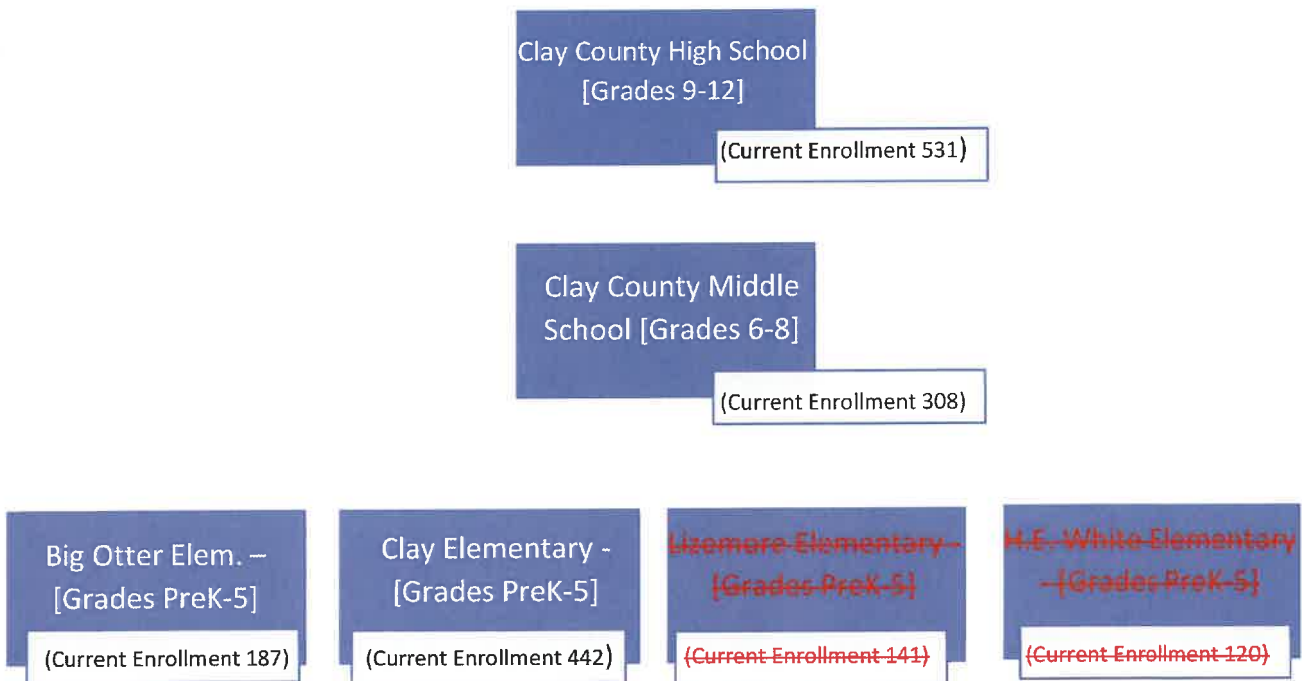 Clay County High School
[Grades 9-12]
(Current Enrollment 531)
Clay County Middle
School [Grades 6-8]
(Current Enrollment 308)
Big Otter Elem. –
[Grades PreK-5]
(Current Enrollment 187)
Clay Elementary -
[Grades PreK-5]
(Current Enrollment 442)
Lizemore Elementary -
[Grades PreK-5]
(Current Enrollment 141)
H.E. White Elementary
- [Grades PreK-5]
(Current Enrollment 120)